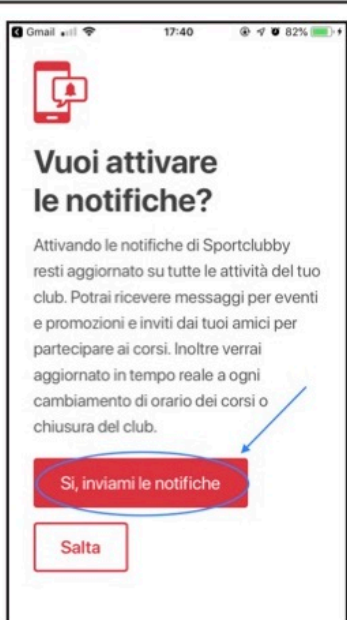 Gmail 17:40 82%
Vuoi attivare
le notifiche?
Attivando le notifiche di Sportclubby
resti aggiornato su tutte le attività del tuo
club. Potrai ricevere messaggi per eventi
e promozioni e inviti dai tuoi amici per
partecipare ai corsi. Inoltre verrai
aggiornato in tempo reale a ogni
cambiamento di orario dei corsi o
chiusura del club.
Si, inviami le notifiche
Salta